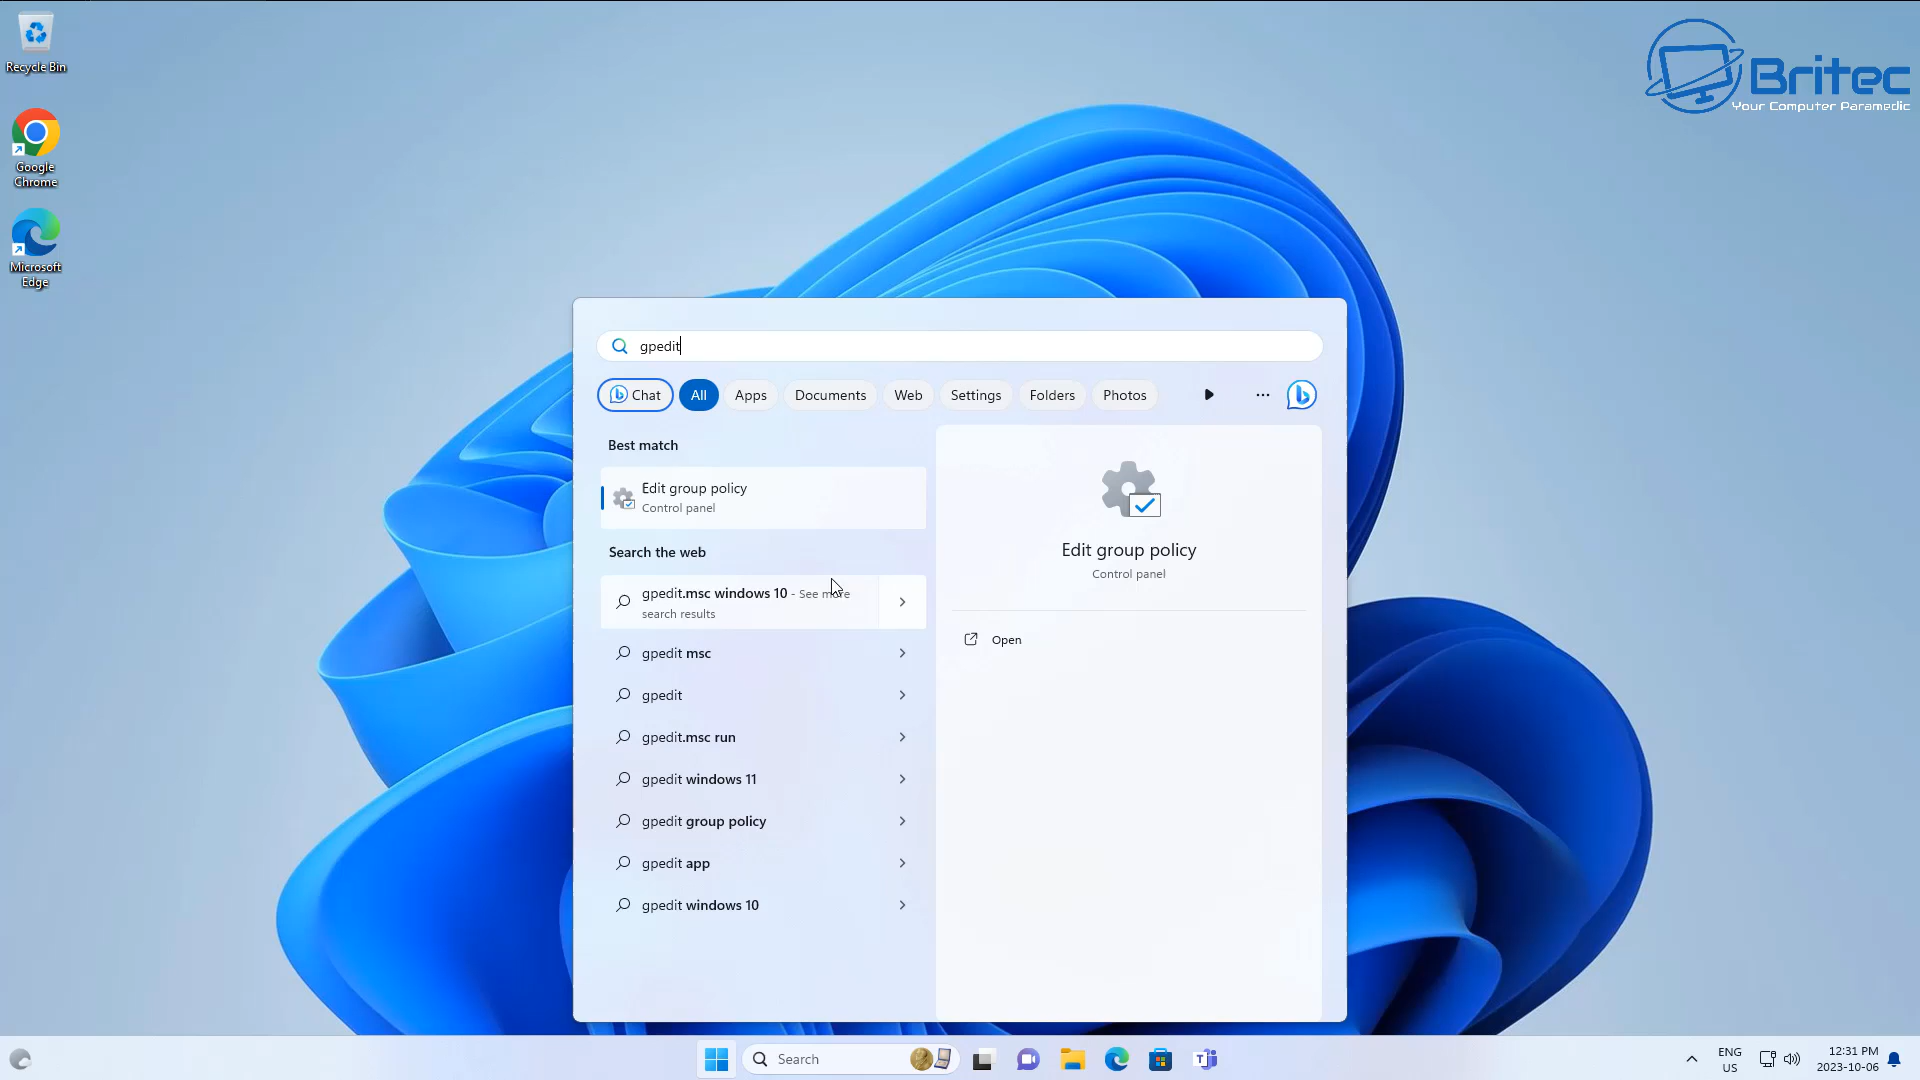 Recycle Bin
Google
Chrome
Microsoft
Edge
Britec
Your Computer Paramedic
gpedit
Chat
All
Apps
Documents
Web
Settings
Folders
Photos
Best match
Edit group policy
Control panel
Search the web
gpedit.msc windows 10 - See more
search results
gpedit msc
gpedit
gpedit.msc run
gpedit windows 11
gpedit group policy
gpedit app
gpedit windows 10
Edit group policy
Control panel
Open
Search
ENG
US
12:31 PM
2023-10-06